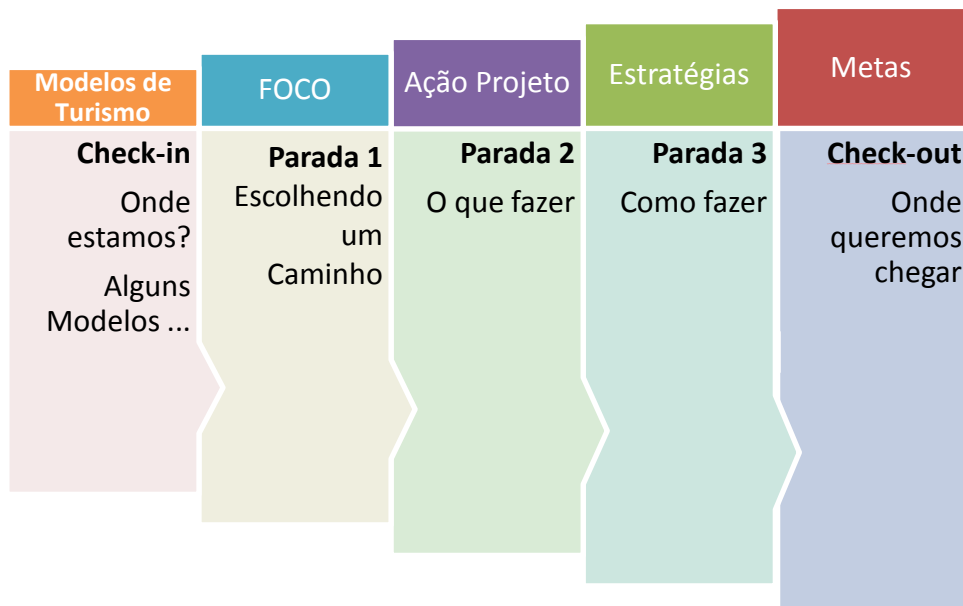 Modelos de
Turismo
FOCO
Ação Projeto
Estratégias
Metas
Check-in
Onde
estamos?
Alguns
Modelos ...
Parada 1
Escolhendo
um
Caminho
Parada 2
O que fazer
Parada 3
Como fazer
Check-out
Onde
queremos
chegar